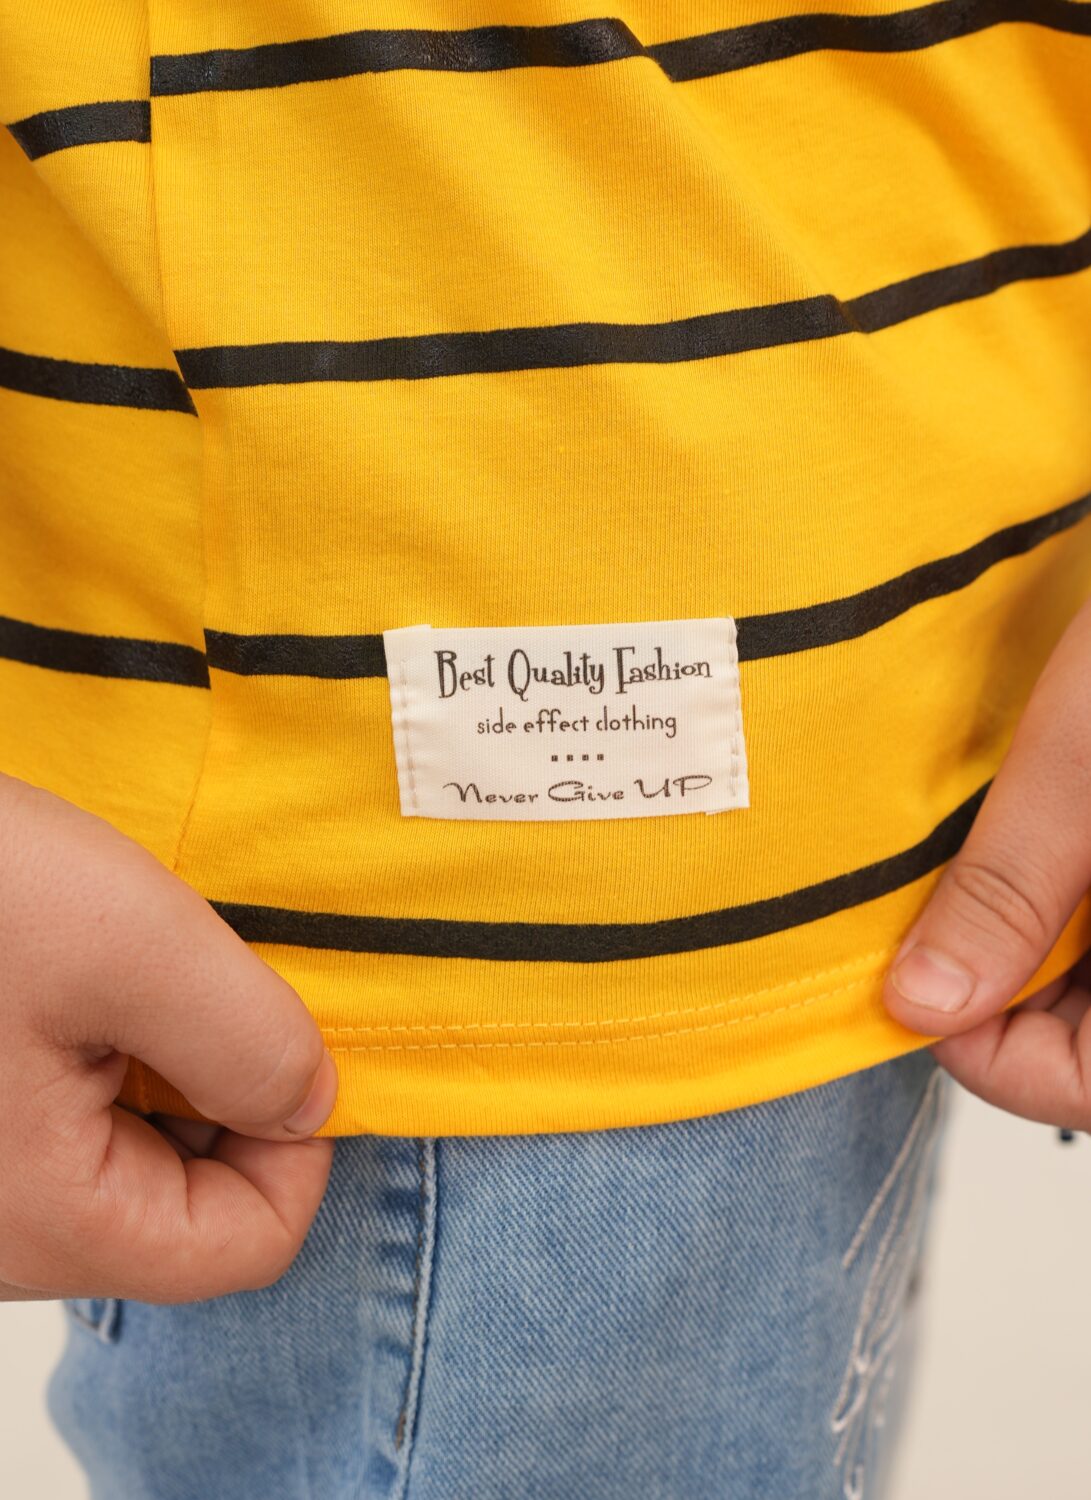 Best Quality Fashion
side effect clothing
Never Give UP